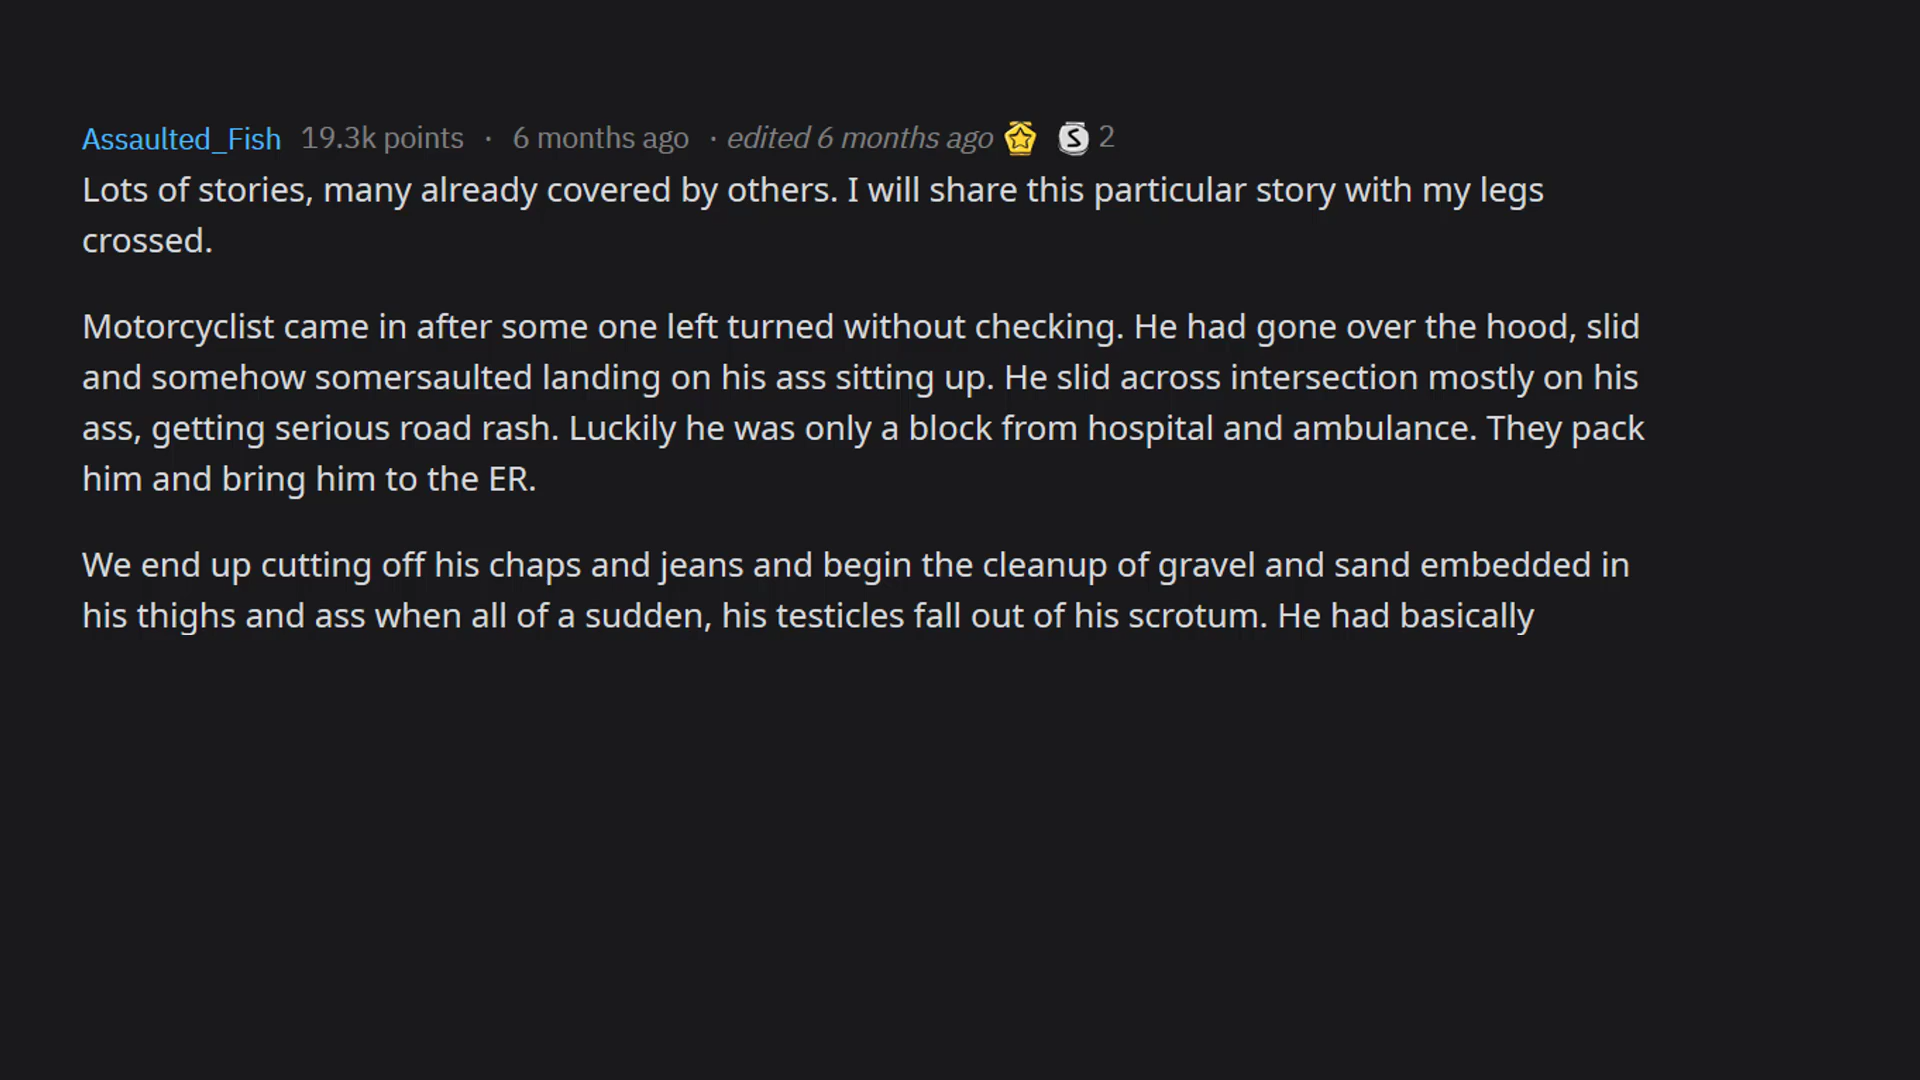 Assaulted_Fish 19.3k points · 6 months ago · edited 6 months ago S 2
Lots of stories, many already covered by others. I will share this particular story with my legs
crossed.
Motorcyclist came in after some one left turned without checking. He had gone over the hood, slid
and somehow somersaulted landing on his ass sitting up. He slid across intersection mostly on his
ass, getting serious road rash. Luckily he was only a block from hospital and ambulance. They pack
him and bring him to the ER.
We end up cutting off his chaps and jeans and begin the cleanup of gravel and sand embedded in
his thighs and ass when all of a sudden, his testicles fall out of his scrotum. He had basically